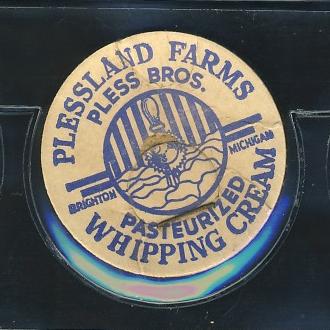 PLESSLAND FARMS
PLESS BROS.
BRIGHTON
MICHIGAN
PASTEURIZED
WHIPPING CREAM